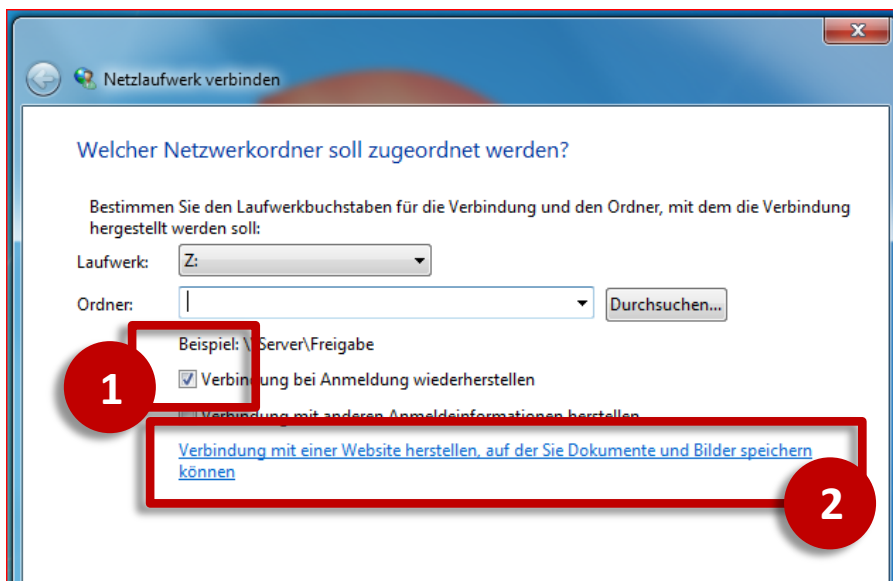 x
Netzlaufwerk verbinden
Welcher Netzwerkordner soll zugeordnet werden?
Bestimmen Sie den Laufwerkbuchstaben für die Verbindung und den Ordner, mit dem die Verbindung
hergestellt werden soll:
Laufwerk: Z:
Ordner: Durchsuchen...
Beispiel: \\Server\Freigabe
1 Verbindung bei Anmeldung wiederherstellen
Verbindung mit anderen Anmeldeinformationen herstellen
Verbindung mit einer Website herstellen, auf der Sie Dokumente und Bilder speichern
können
2